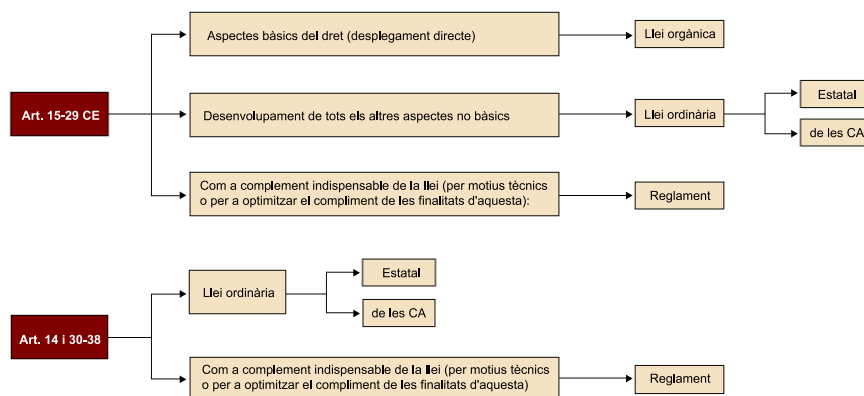 Aspectes bàsics del dret (desplegament directe)
Llei orgànica
Art. 15-29 CE
Desenvolupament de tots els altres aspectes no bàsics
Llei ordinària
Estatal
de les CA
Com a complement indispensable de la llei (per motius tècnics
o per a optimitzar el compliment de les finalitats d'aquesta):
Reglament
Art. 14 i 30-38
Llei ordinària
Estatal
de les CA
Com a complement indispensable de la llei (per motius tècnics
o per a optimitzar el compliment de les finalitats d'aquesta)
Reglament